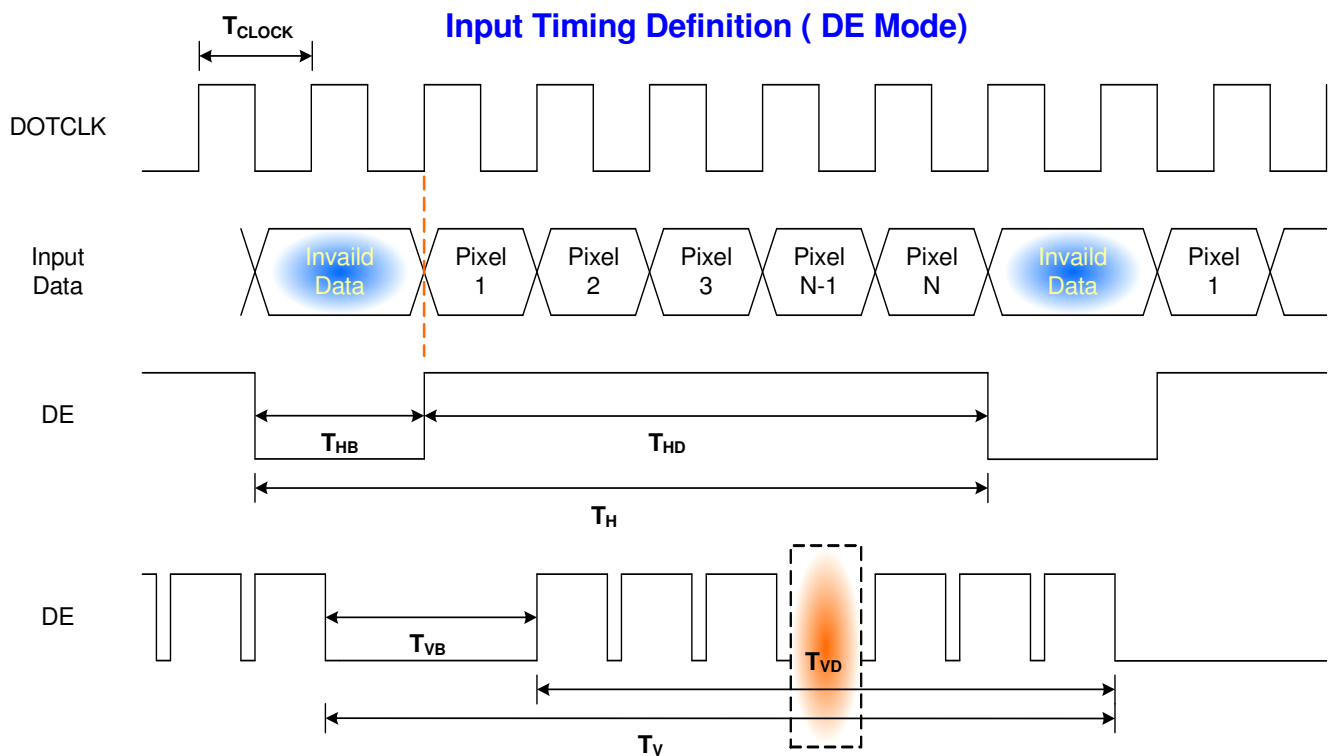 Input Timing Definition ( DE Mode)
TCLOCK
DOTCLK
Input
Data
Invaild
Data
Pixel
1
Pixel
2
Pixel
3
Pixel
N-1
Pixel
N
Invaild
Data
Pixel
1
DE
THB
THD
TH
DE
TVB
TVD
TV